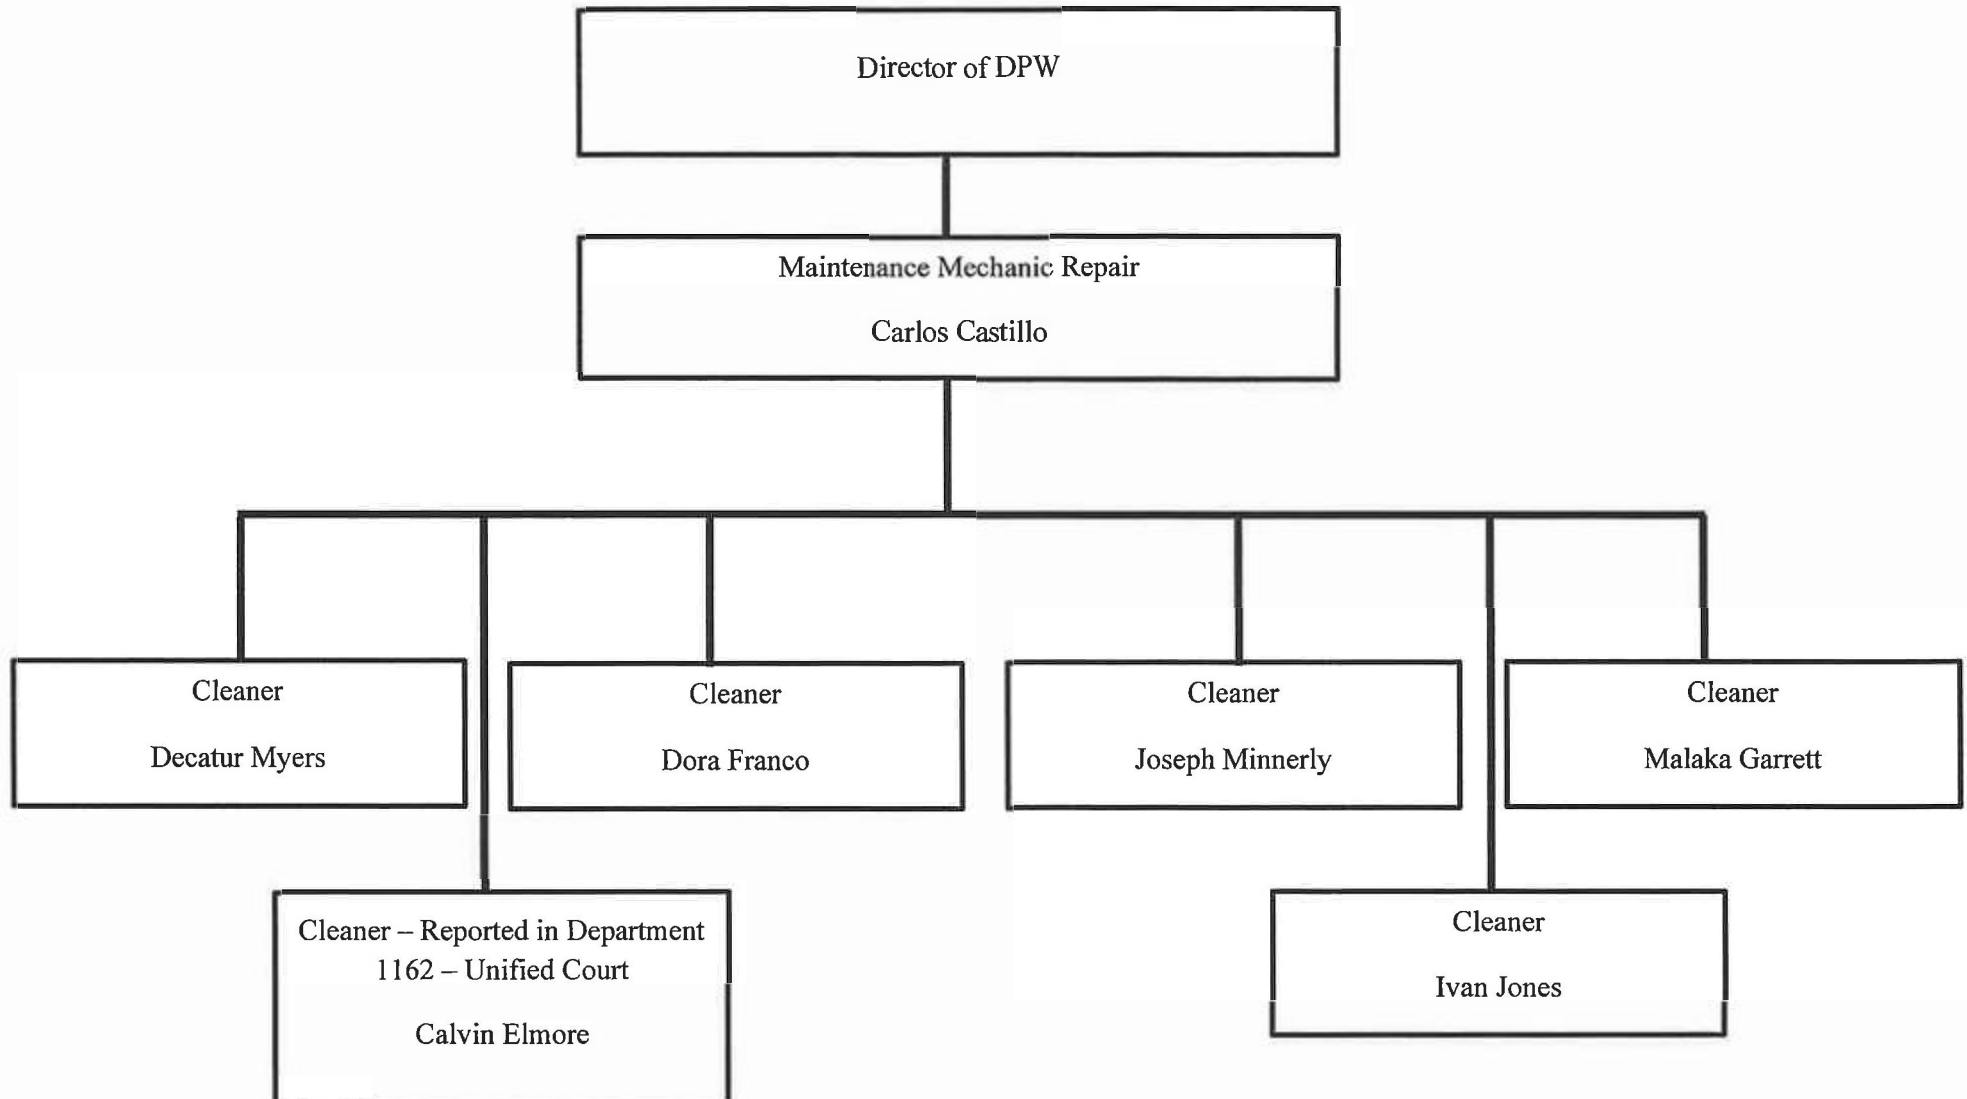 Director of DPW
Maintenance Mechanic Repair
Carlos Castillo
Cleaner
Decatur Myers
Cleaner
Dora Franco
Cleaner
Joseph Minnerly
Cleaner
Malaka Garrett
Cleaner – Reported in Department
1162 – Unified Court
Calvin Elmore
Cleaner
Ivan Jones